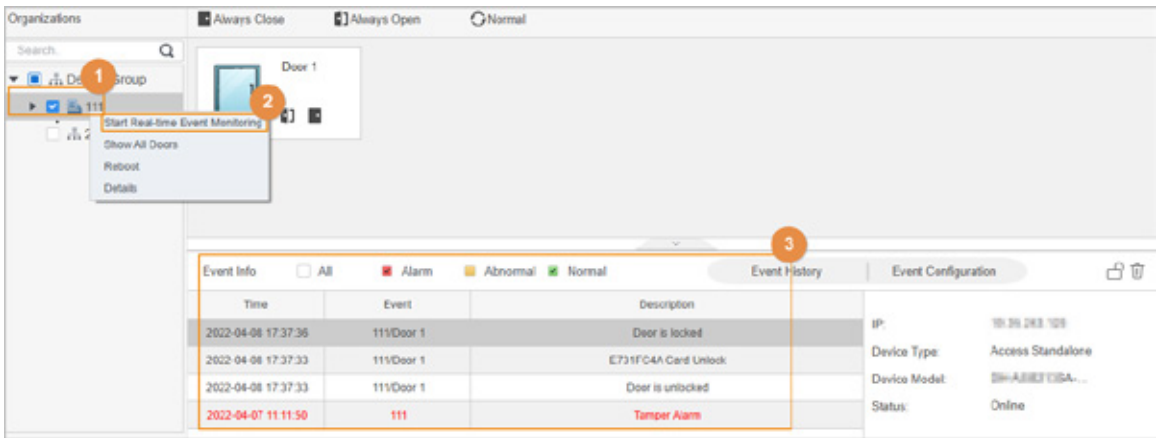 Organizations
Always Close
Always Open
Normal
Search.
Door 1
1
Group
111
2
Start Real-time Event Monitoring
Show All Doors
Reboot
Details
3
Event Info
All
Alarm
Abnormal
Normal
Event History
Event Configuration
Time Event Description
2022-04-08 17:37:36 111/Door 1 Door is locked
2022-04-08 17:37:33 111/Door 1 E731FC4A Card Unlock
2022-04-08 17:37:33 111/Door 1 Door is unlocked
2022-04-07 11:11:50 111 Tamper Alarm
IP:
Device Type: Access Standalone
Device Model:
Status: Online